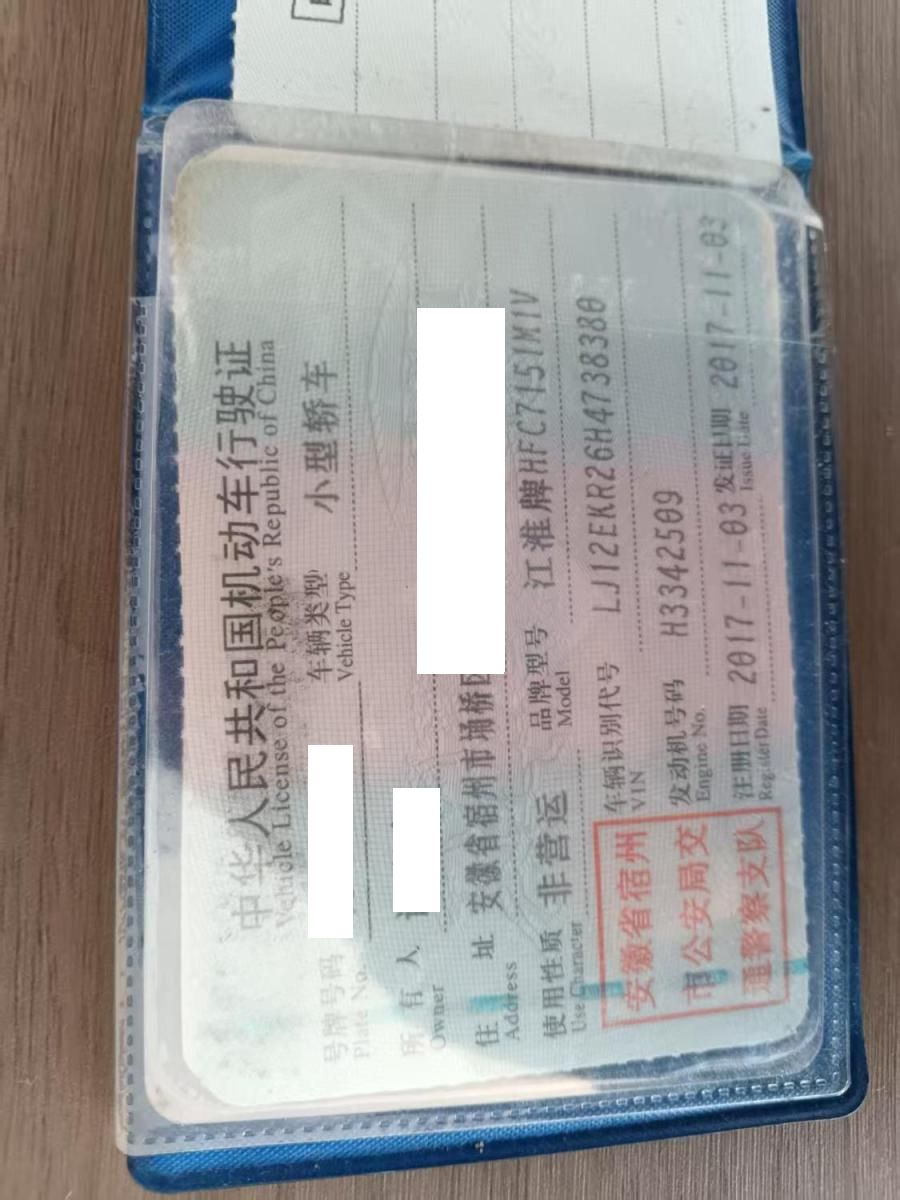 中华人民共和国机动车行驶证
Vehicle License of the People's Republic of China
号牌号码 车辆类型 小型轿车
Plate No. Vehicle Type
所有人
Owner
住址 安徽省宿州市埇桥区
Address
使用性质 非营运 品牌型号 江淮牌HFC7151M1V
Use Character Model
安徽省宿州
市公安局交
通警察支队
车辆识别代号 LJ12EKR26H4738380
VIN
发动机号码 H3342509
Engine No.
注册日期 2017-11-03 发证日期 2017-11-03
Register Date Issue Date